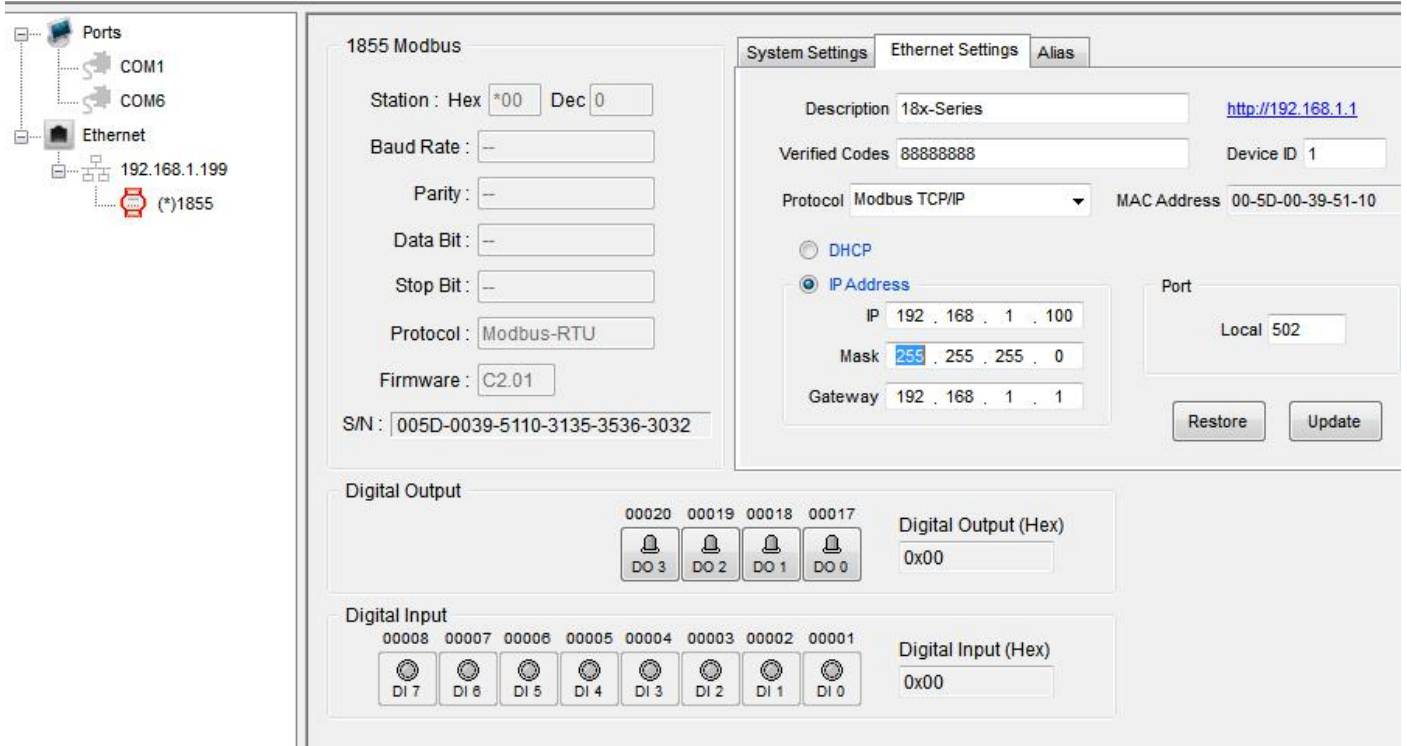 Ports
COM1
COM6
Ethernet
192.168.1.199
(*)1855
1855 Modbus
Station : Hex *00 Dec 0
Baud Rate : --
Parity : --
Data Bit : --
Stop Bit : --
Protocol : Modbus-RTU
Firmware : C2.01
S/N : 005D-0039-5110-3135-3536-3032
System Settings Ethernet Settings Alias
Description 18x-Series http://192.168.1.1
Verified Codes 88888888 Device ID 1
Protocol Modbus TCP/IP MAC Address 00-5D-00-39-51-10
DHCP
IP Address
IP 192 . 168 . 1 . 100
Mask 255 . 255 . 255 . 0
Gateway 192 . 168 . 1 . 1
Port
Local 502
Restore Update
Digital Output
00020 00019 00018 00017
DO 3 DO 2 DO 1 DO 0
Digital Output (Hex)
0x00
Digital Input
00008 00007 00006 00005 00004 00003 00002 00001
DI 7 DI 6 DI 5 DI 4 DI 3 DI 2 DI 1 DI 0
Digital Input (Hex)
0x00